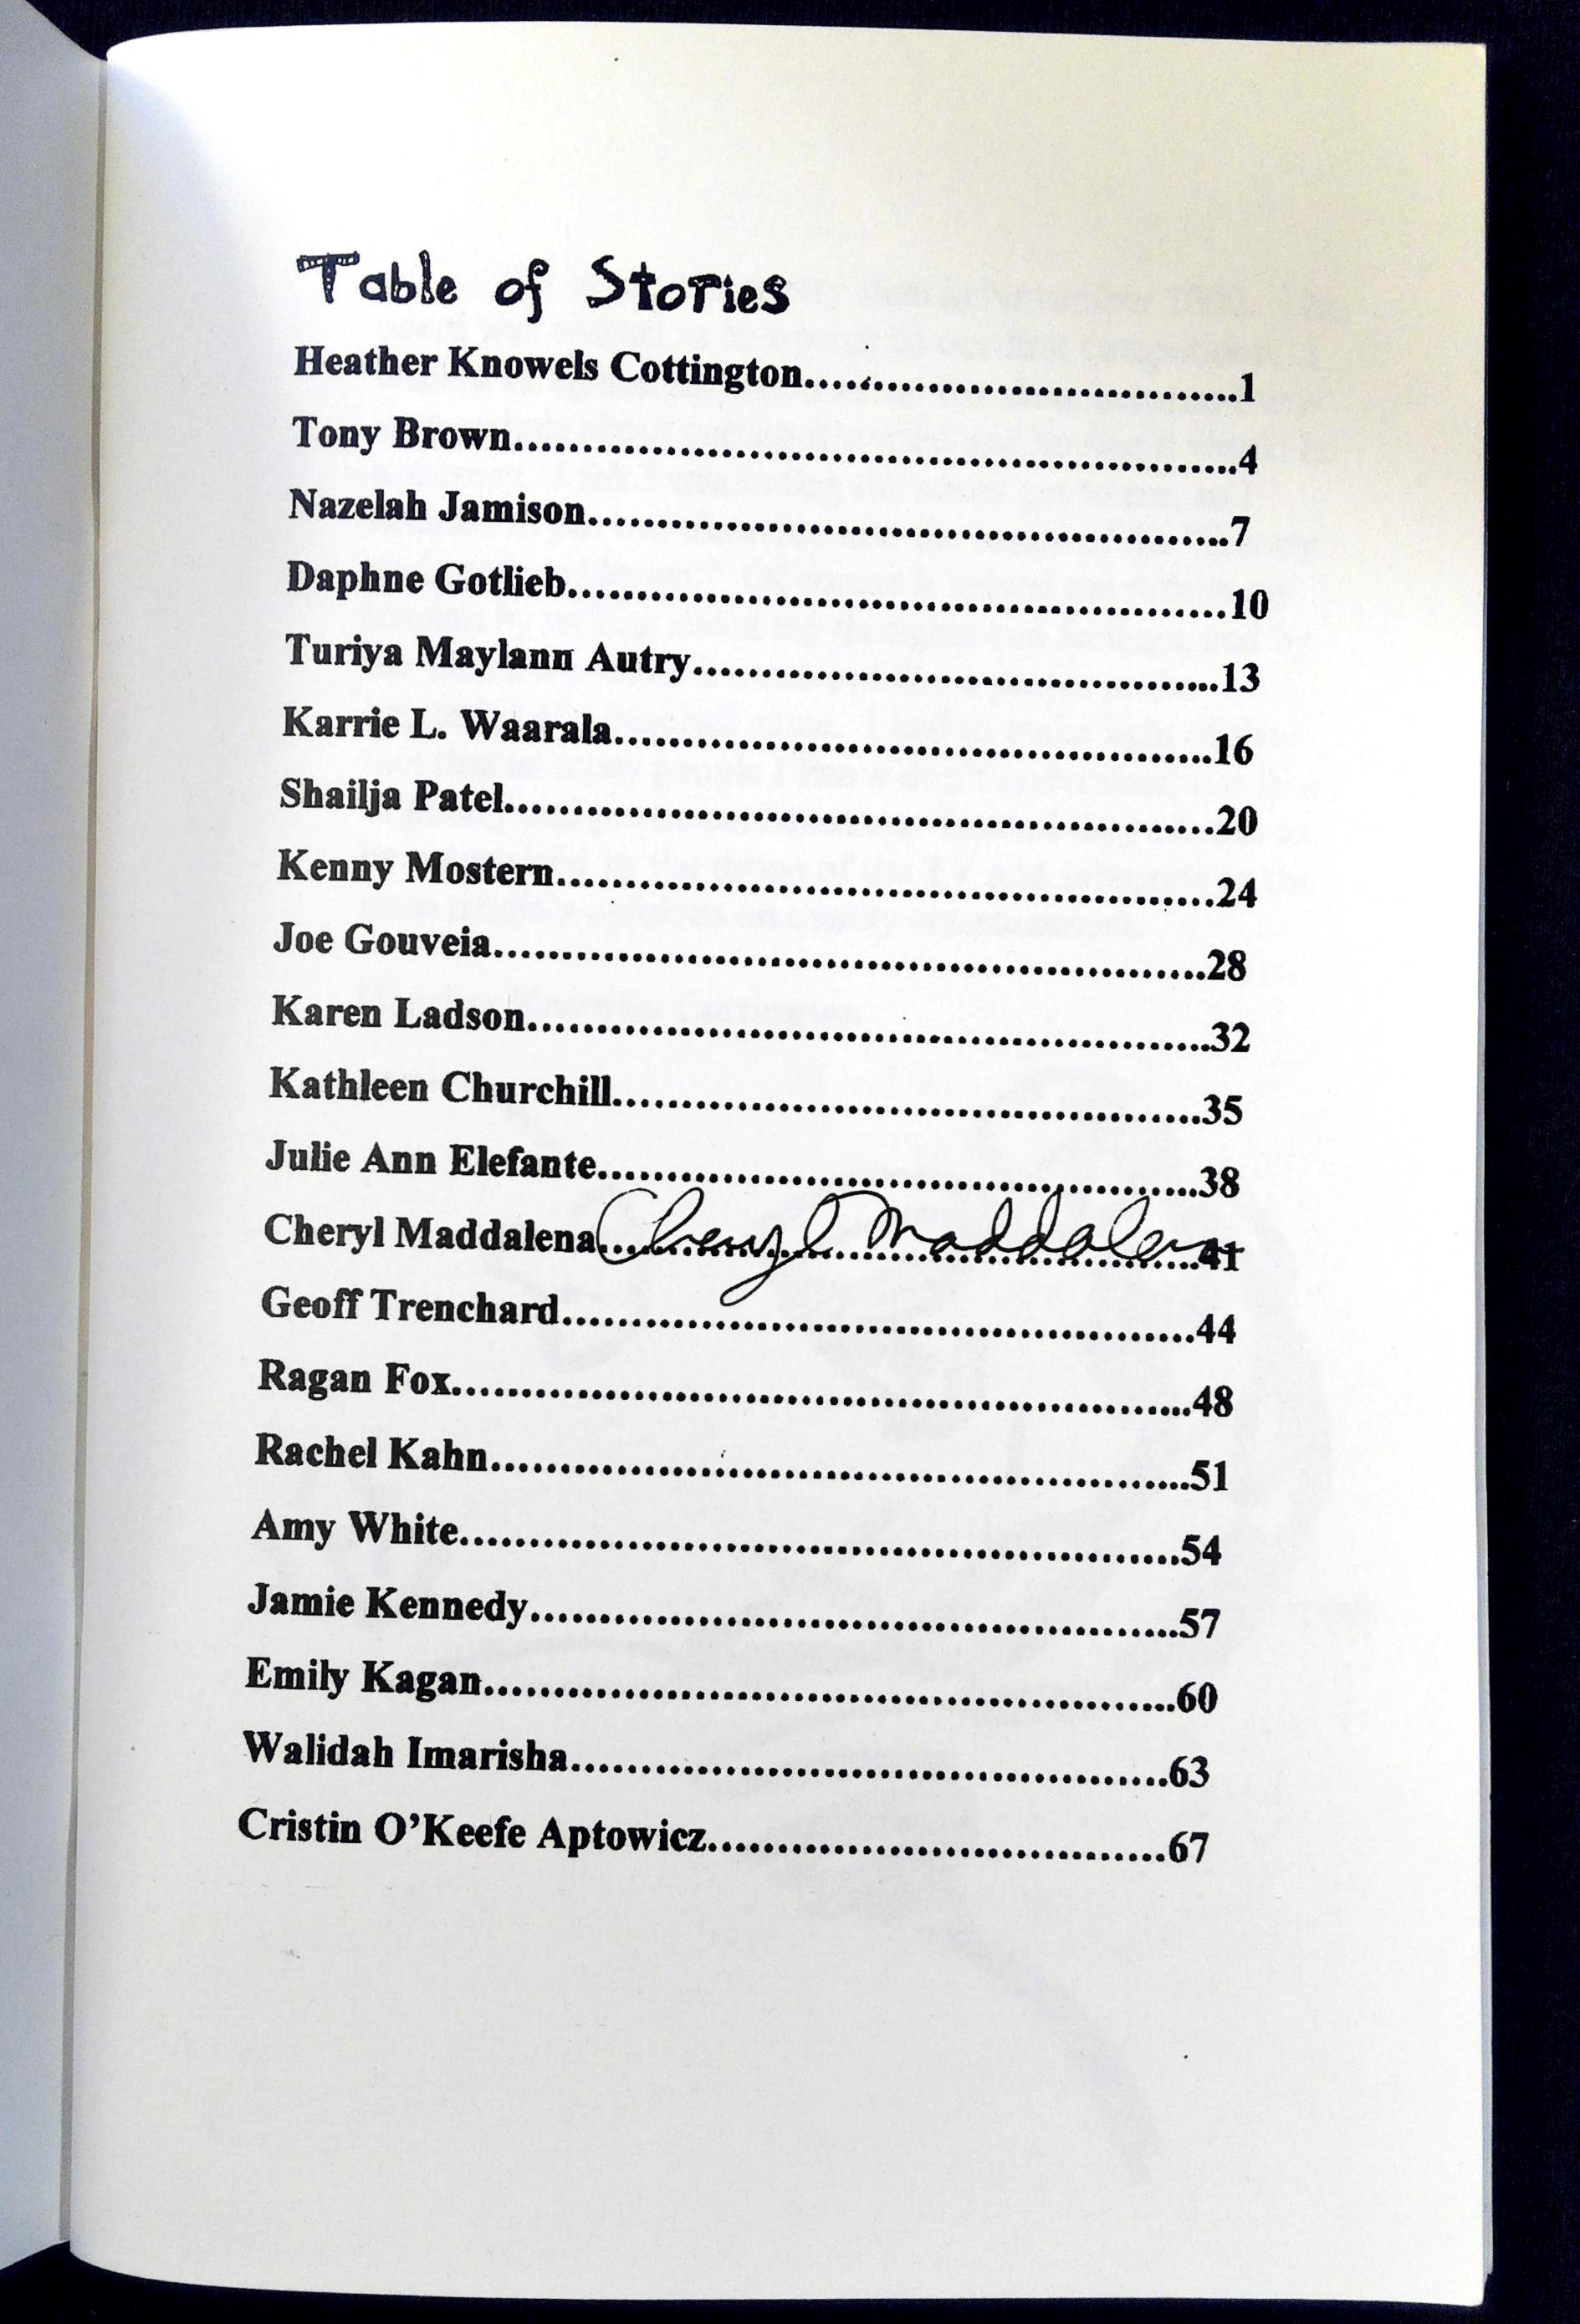 Table of Stories
Heather Knowels Cottington................................1
Tony Brown....................................................4
Nazelah Jamison..............................................7
Daphne Gotlieb................................................10
Turiya Maylann Autry......................................13
Karrie L. Waarala...........................................16
Shailja Patel...................................................20
Kenny Mostern................................................24
Joe Gouveia....................................................28
Karen Ladson.................................................32
Kathleen Churchill..........................................35
Julie Ann Elefante...........................................38
Cheryl Maddalena...........................................41
Cheryl Maddalena
Geoff Trenchard..............................................44
Ragan Fox......................................................48
Rachel Kahn...................................................51
Amy White.....................................................54
Jamie Kennedy................................................57
Emily Kagan...................................................60
Walidah Imarisha............................................63
Cristin O’Keefe Aptowicz..................................67